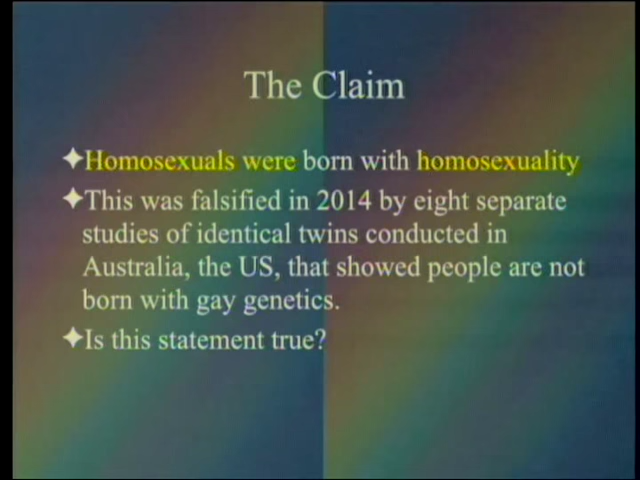 The Claim
Homosexuals were born with homosexuality
This was falsified in 2014 by eight separate
studies of identical twins conducted in
Australia, the US, that showed people are not
born with gay genetics.
Is this statement true?